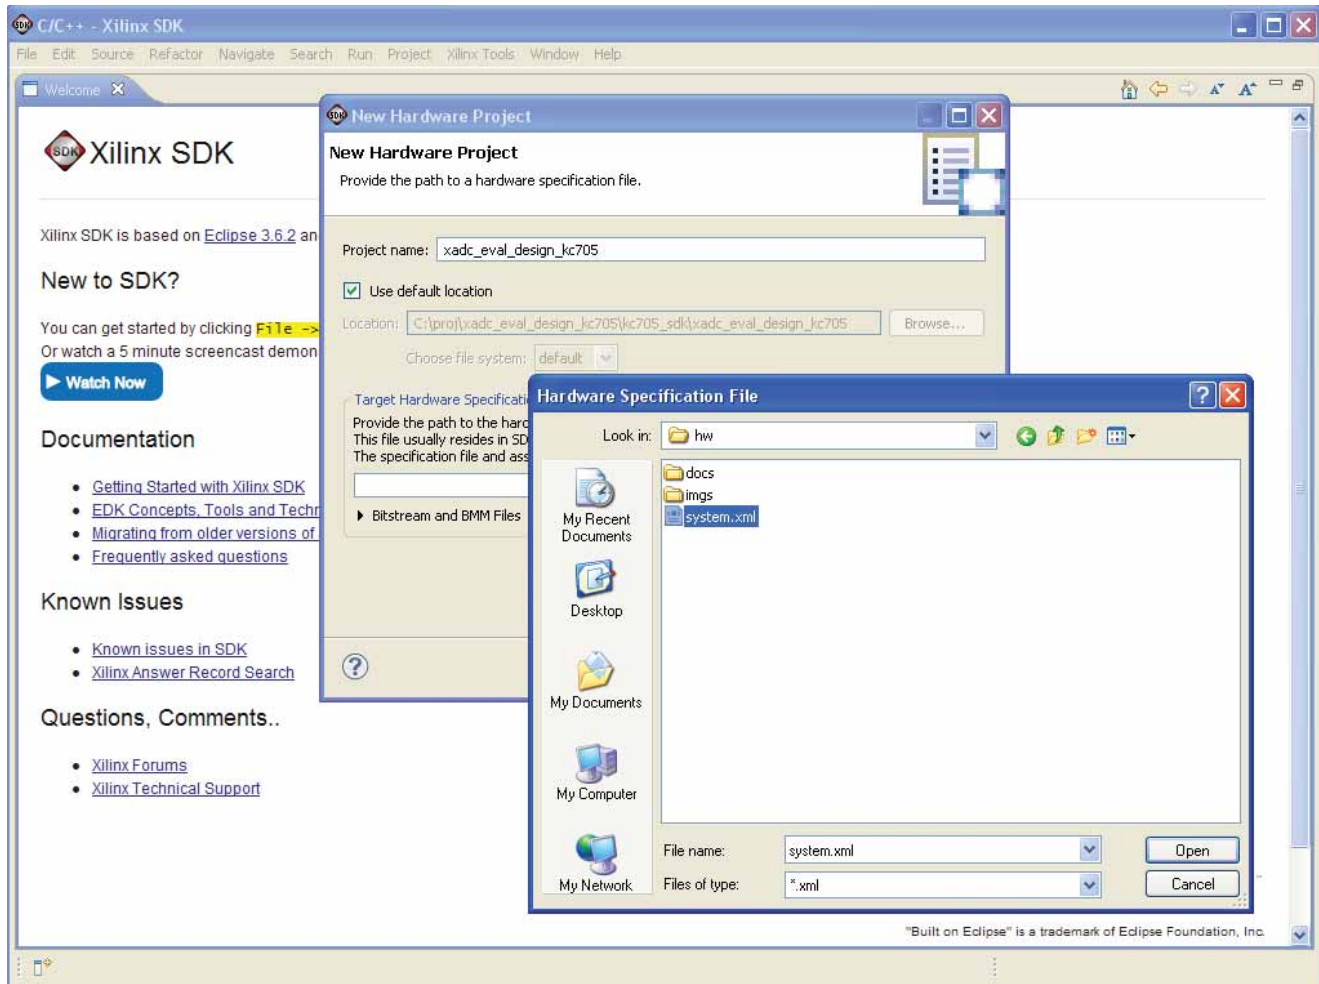 C/C++ - Xilinx SDK
File Edit Source Refactor Navigate Search Run Project Xilinx Tools Window Help
Welcome
SDK Xilinx SDK
Xilinx SDK is based on Eclipse 3.6.2 an
New to SDK?
You can get started by clicking File ->
Or watch a 5 minute screencast demon
Watch Now
Documentation
Getting Started with Xilinx SDK
EDK Concepts, Tools and Techn
Migrating from older versions of
Frequently asked questions
Known Issues
Known issues in SDK
Xilinx Answer Record Search
Questions, Comments..
Xilinx Forums
Xilinx Technical Support
"Built on Eclipse" is a trademark of Eclipse Foundation, Inc.
New Hardware Project
New Hardware Project
Provide the path to a hardware specification file.
Project name: xadc_eval_design_kc705
Use default location
Location: C:\proj\xadc_eval_design_kc705\kc705_sdk\xadc_eval_design_kc705 Browse...
Choose file system: default
Target Hardware Specificati
Provide the path to the hard
This file usually resides in SD
The specification file and ass
Bitstream and BMM Files
Hardware Specification File
Look in: hw
docs
imgs
system.xml
My Recent
Documents
Desktop
My Documents
My Computer
My Network
File name: system.xml Open
Files of type: *.xml Cancel